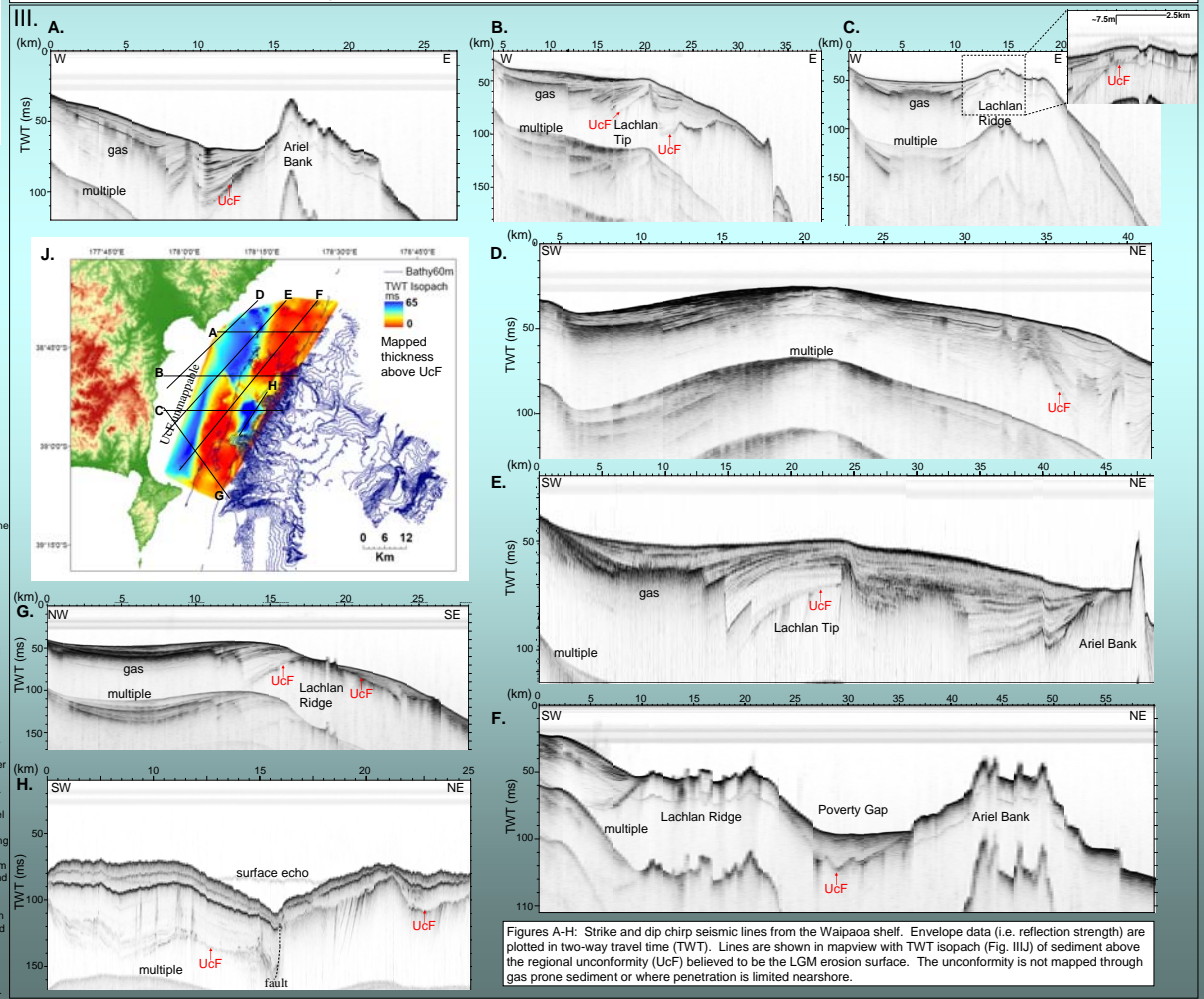 III.
A.
(km)
0 5 10 15 20 25
W E
TWT (ms)
50
100
gas
multiple
Ariel
Bank
UcF
B.
(km)
5 10 15 20 25 30 35
W E
50
100
150
gas
multiple
UcF
Lachlan
Tip
UcF
C.
(km)
0 5 10 15 20
W E
50
100
150
gas
multiple
Lachlan
Ridge
~7.5m 2.5km
UcF
J.
177°45'0"E 178°0'0"E 178°15'0"E 178°30'0"E 178°45'0"E
38°45'0"S
39°0'0"S
39°15'0"S
Bathy60m
TWT Isopach
ms
65
0
Mapped
thickness
above UcF
A
B
C
D E F
G
H
UcF unmappable
0 6 12
Km
D.
(km)
0 5 10 15 20 25 30 35 40
SW NE
TWT (ms)
0
50
100
multiple
UcF
E.
(km)
0 5 10 15 20 25 30 35 40 45
SW NE
TWT (ms)
50
100
gas
multiple
UcF
Lachlan Tip
Ariel Bank
G.
(km)
0 5 10 15 20 25
NW SE
TWT (ms)
50
100
150
gas
multiple
UcF
Lachlan
Ridge
UcF
F.
(km)
0 5 10 15 20 25 30 35 40 45 50 55
SW NE
TWT (ms)
50
100
110
multiple
Lachlan Ridge
Poverty Gap
Ariel Bank
UcF
H.
(km)
0 10 15 20 25
SW NE
TWT (ms)
50
100
150
surface echo
UcF
UcF
multiple
fault
Figures A-H: Strike and dip chirp seismic lines from the Waipaoa shelf. Envelope data (i.e. reflection strength) are
plotted in two-way travel time (TWT). Lines are shown in mapview with TWT isopach (Fig. IIIJ) of sediment above
the regional unconformity (UcF) believed to be the LGM erosion surface. The unconformity is not mapped through
gas prone sediment or where penetration is limited nearshore.